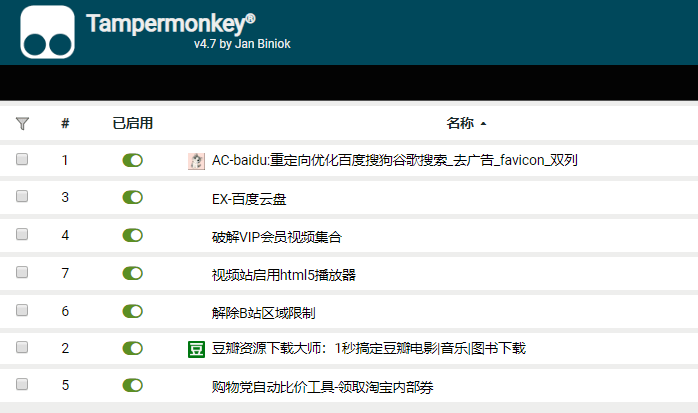 Tampermonkey®
v4.7 by Jan Biniok
# 已启用 名称
1 AC-baidu:重定向优化百度搜狗谷歌搜索_去广告_favicon_双列
3 EX-百度云盘
4 破解VIP会员视频集合
7 视频站启用html5播放器
6 解除B站区域限制
2 豆 豆瓣资源下载大师：1秒搞定豆瓣电影|音乐|图书下载
5 购物党自动比价工具-领取淘宝内部券